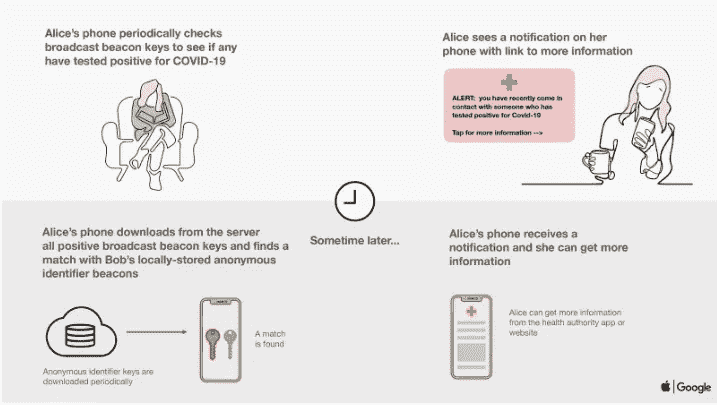 Alice's phone periodically checks
broadcast beacon keys to see if any
have tested positive for COVID-19
Alice sees a notification on her
phone with link to more information
ALERT: you have recently come in
contact with someone who has
tested positive for Covid-19
Tap for more information -->
Alice's phone downloads from the server
all positive broadcast beacon keys and finds a
match with Bob's locally-stored anonymous
identifier beacons
Sometime later...
Alice's phone receives a
notification and she can get more
information
A match
is found
Anonymous identifier keys are
downloaded periodically
Alice can get more information
from the health authority app or
website
| Google